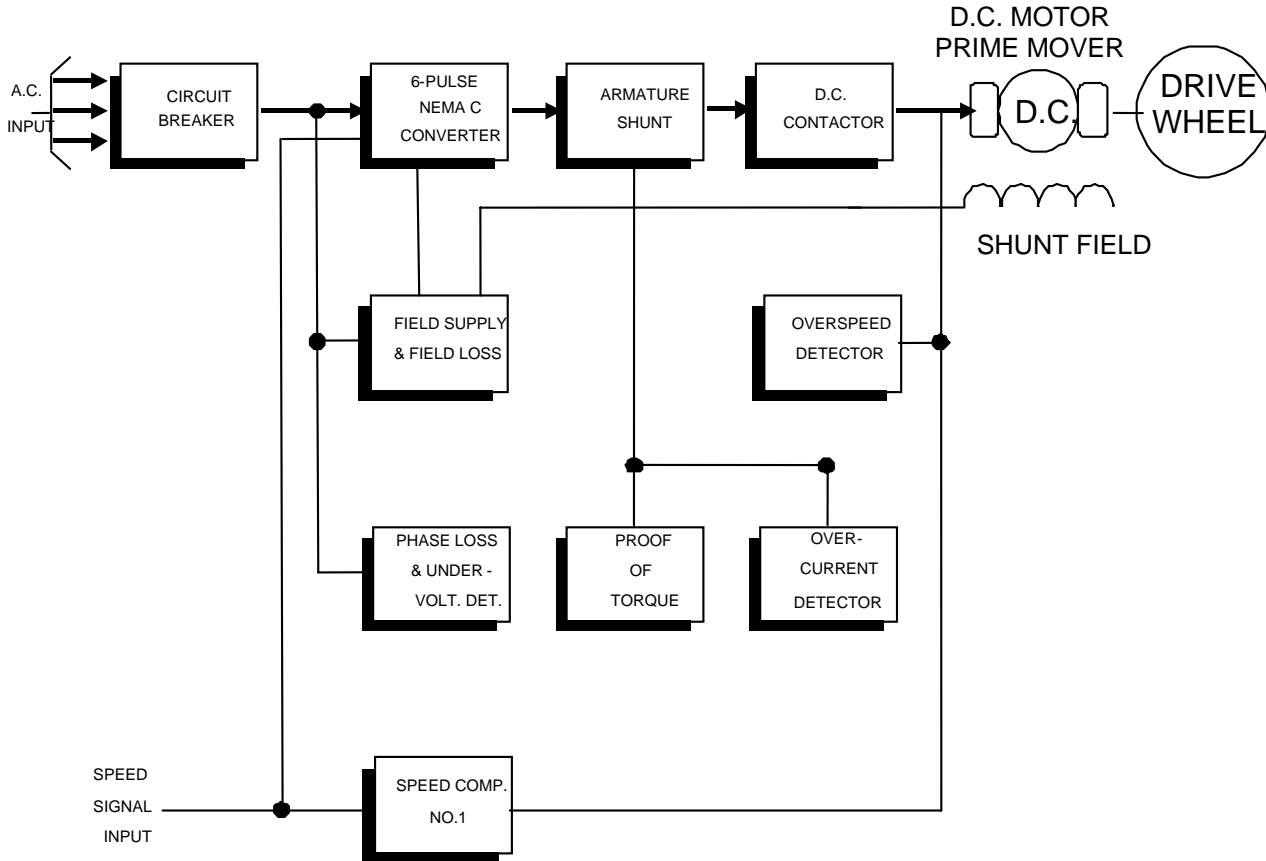 D.C. MOTOR
PRIME MOVER
A.C.
INPUT
CIRCUIT
BREAKER
6-PULSE
NEMA C
CONVERTER
ARMATURE
SHUNT
D.C.
CONTACTOR
D.C.
DRIVE
WHEEL
SHUNT FIELD
FIELD SUPPLY
& FIELD LOSS
OVERSPEED
DETECTOR
PHASE LOSS
& UNDER -
VOLT. DET.
PROOF
OF
TORQUE
OVER-
CURRENT
DETECTOR
SPEED
SIGNAL
INPUT
SPEED COMP.
NO.1